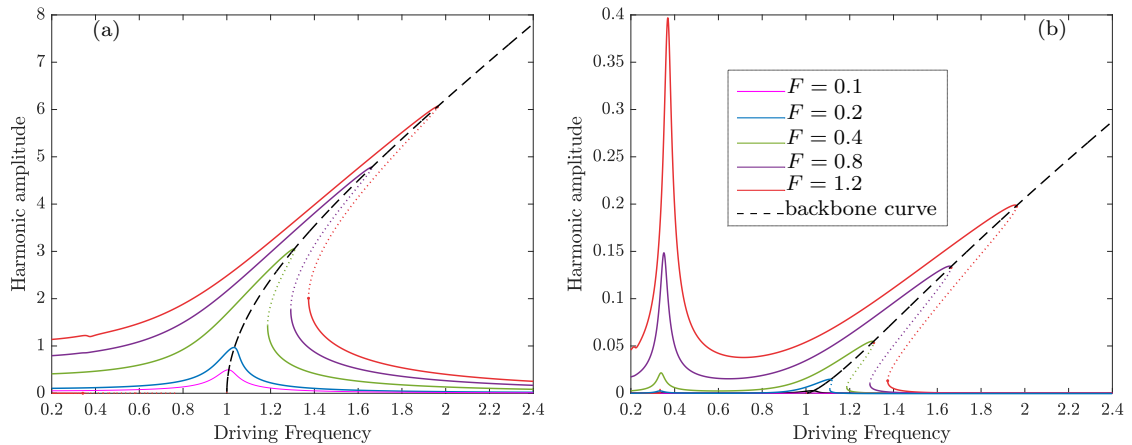 (a)
Harmonic amplitude
8
7
6
5
4
3
2
1
0
0.2 0.4 0.6 0.8 1 1.2 1.4 1.6 1.8 2 2.2 2.4
Driving Frequency
(b)
Harmonic amplitude
0.4
0.35
0.3
0.25
0.2
0.15
0.1
0.05
0
F = 0.1
F = 0.2
F = 0.4
F = 0.8
F = 1.2
backbone curve
0.2 0.4 0.6 0.8 1 1.2 1.4 1.6 1.8 2 2.2 2.4
Driving Frequency